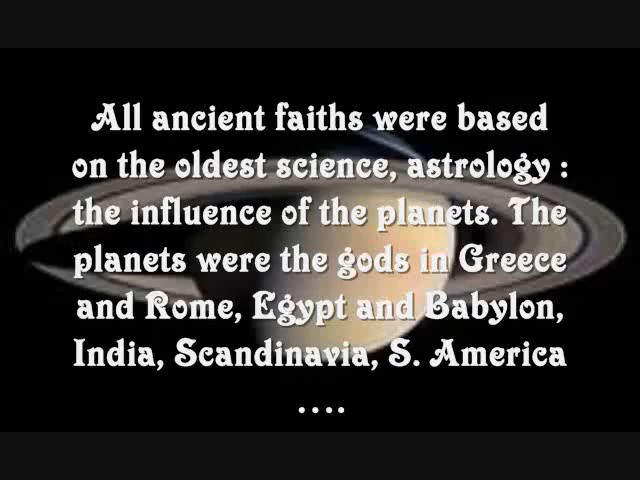 All ancient faiths were based
on the oldest science, astrology :
the influence of the planets. The
planets were the gods in Greece
and Rome, Egypt and Babylon,
India, Scandinavia, S. America
....